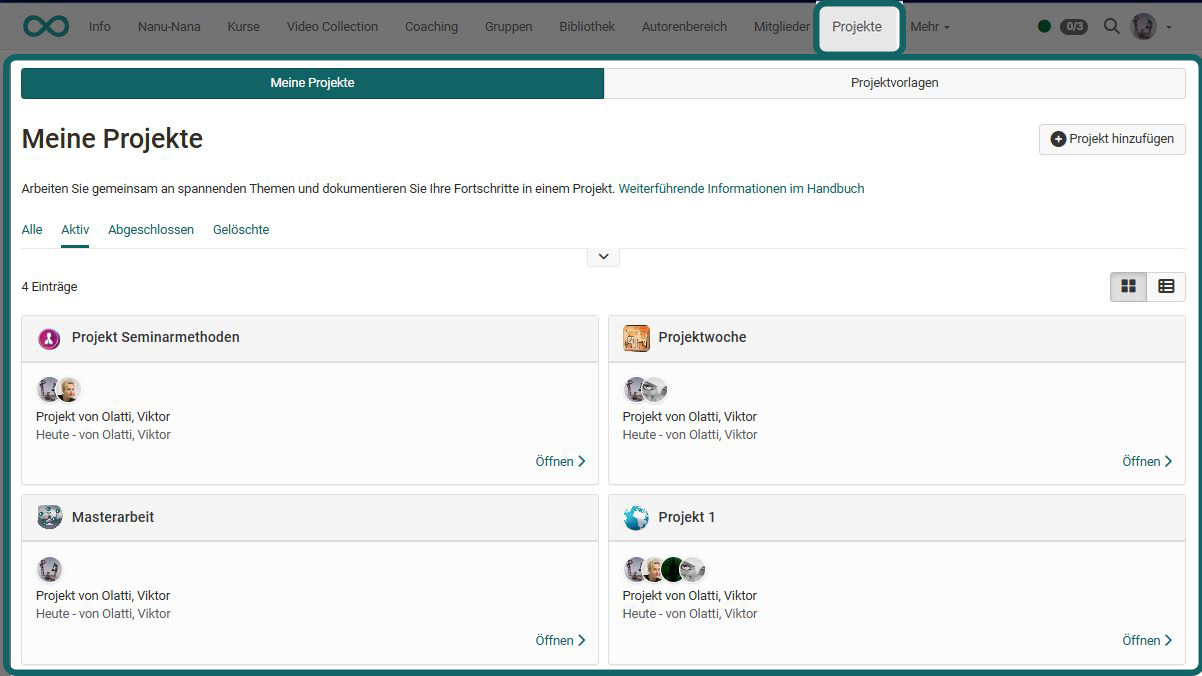 Info Nanu-Nana Kurse Video Collection Coaching Gruppen Bibliothek Autorenbereich Mitglieder Projekte Mehr 0/3
Meine Projekte Projektvorlagen
Meine Projekte
Projekt hinzufügen
Arbeiten Sie gemeinsam an spannenden Themen und dokumentieren Sie Ihre Fortschritte in einem Projekt. Weiterführende Informationen im Handbuch
Alle Aktiv Abgeschlossen Gelöschte
4 Einträge
Projekt Seminarmethoden
Projekt von Olatti, Viktor
Heute - von Olatti, Viktor
Öffnen
Projektwoche
Projekt von Olatti, Viktor
Heute - von Olatti, Viktor
Öffnen
Masterarbeit
Projekt von Olatti, Viktor
Heute - von Olatti, Viktor
Öffnen
Projekt 1
Projekt von Olatti, Viktor
Heute - von Olatti, Viktor
Öffnen